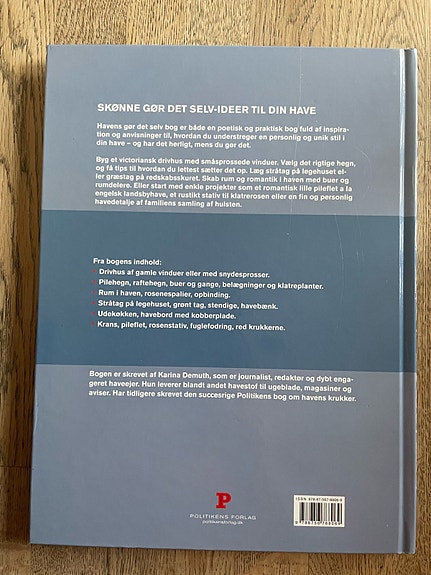 SKØNNE GØR DET SELV-IDEER TIL DIN HAVE
Havens gør det selv bog er både en poetisk og praktisk bog fuld af inspira-
tion og anvisninger til, hvordan du understreger en personlig og unik stil i
din have – og har det herligt, mens du gør det.
Byg et victoriansk drivhus med småsprossede vinduer. Vælg det rigtige hegn,
og få tips til hvordan du lettest sætter det op. Læg stråtag på legehuset el-
ler græstag på redskabsskuret. Skab rum og romantik i haven med buer og
rumdelere. Eller start med enkle projekter som et romantisk lille pileflet a la
engelsk landsbyhave, et rustikt stativ til klatrerosen eller en fin og personlig
havedetalje af familiens samling af hulsten.
Fra bogens indhold:
• Drivhus af gamle vinduer eller med snydesprosser.
• Pilehegn, raftehegn, buer og gange, belægninger og klatreplanter.
• Rum i haven, rosenespalier, opbinding.
• Stråtag på legehuset, grønt tag, stendige, havebænk.
• Udekøkken, havebord med kobberplade.
• Krans, pileflet, rosenstativ, fuglefodring, red krukkerne.
Bogen er skrevet af Karina Demuth, som er journalist, redaktør og dybt enga-
geret haveejer. Hun leverer blandt andet havestof til ugeblade, magasiner og
aviser. Har tidligere skrevet den succesrige Politikens bog om havens krukker.
P
POLITIKENS FORLAG
politikensforlag.dk